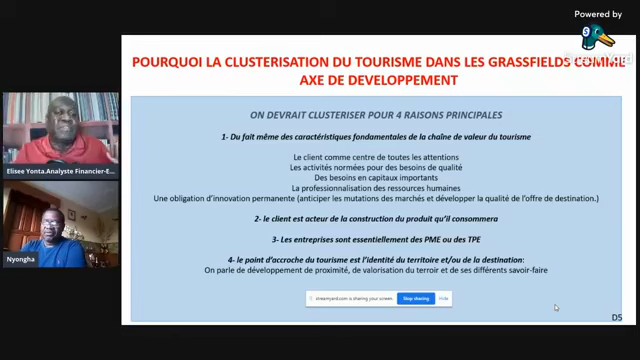 Powered by
POURQUOI LA CLUSTERISATION DU TOURISME DANS LES GRASSFIELDS COMME
AXE DE DEVELOPPEMENT
ON DEVRAIT CLUSTERISER POUR 4 RAISONS PRINCIPALES
1- Du fait même des caractéristiques fondamentales de la chaîne de valeur du tourisme
Le client comme centre de toutes les attentions
Les activités normées pour des besoins de qualité
Des besoins en capitaux importants
La professionnalisation des ressources humaines
Une obligation d'innovation permanente (anticiper les mutations des marchés et développer la qualité de l'offre de destination.)
2- le client est acteur de la construction du produit qu'il consommera
3- Les entreprises sont essentiellement des PME ou des TPE
4- le point d'accroche du tourisme est l'identité du territoire et/ou de la destination:
On parle de développement de proximité, de valorisation du terroir et de ses différents savoir-faire
Elisee Yonta.Analyste Financier-E...
Nyongha
streamyard.com is sharing your screen.
Stop sharing
Hide
D5